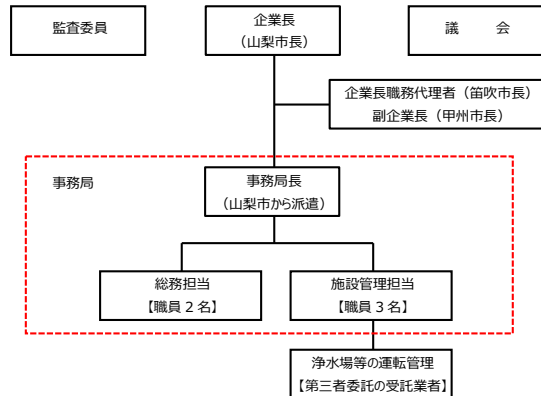 監査委員
企業長
（山梨市長）
議　会
企業長職務代理者（笛吹市長）
副企業長（甲州市長）
事務局
事務局長
（山梨市から派遣）
総務担当
【職員２名】
施設管理担当
【職員３名】
浄水場等の運転管理
【第三者委託の受託業者】